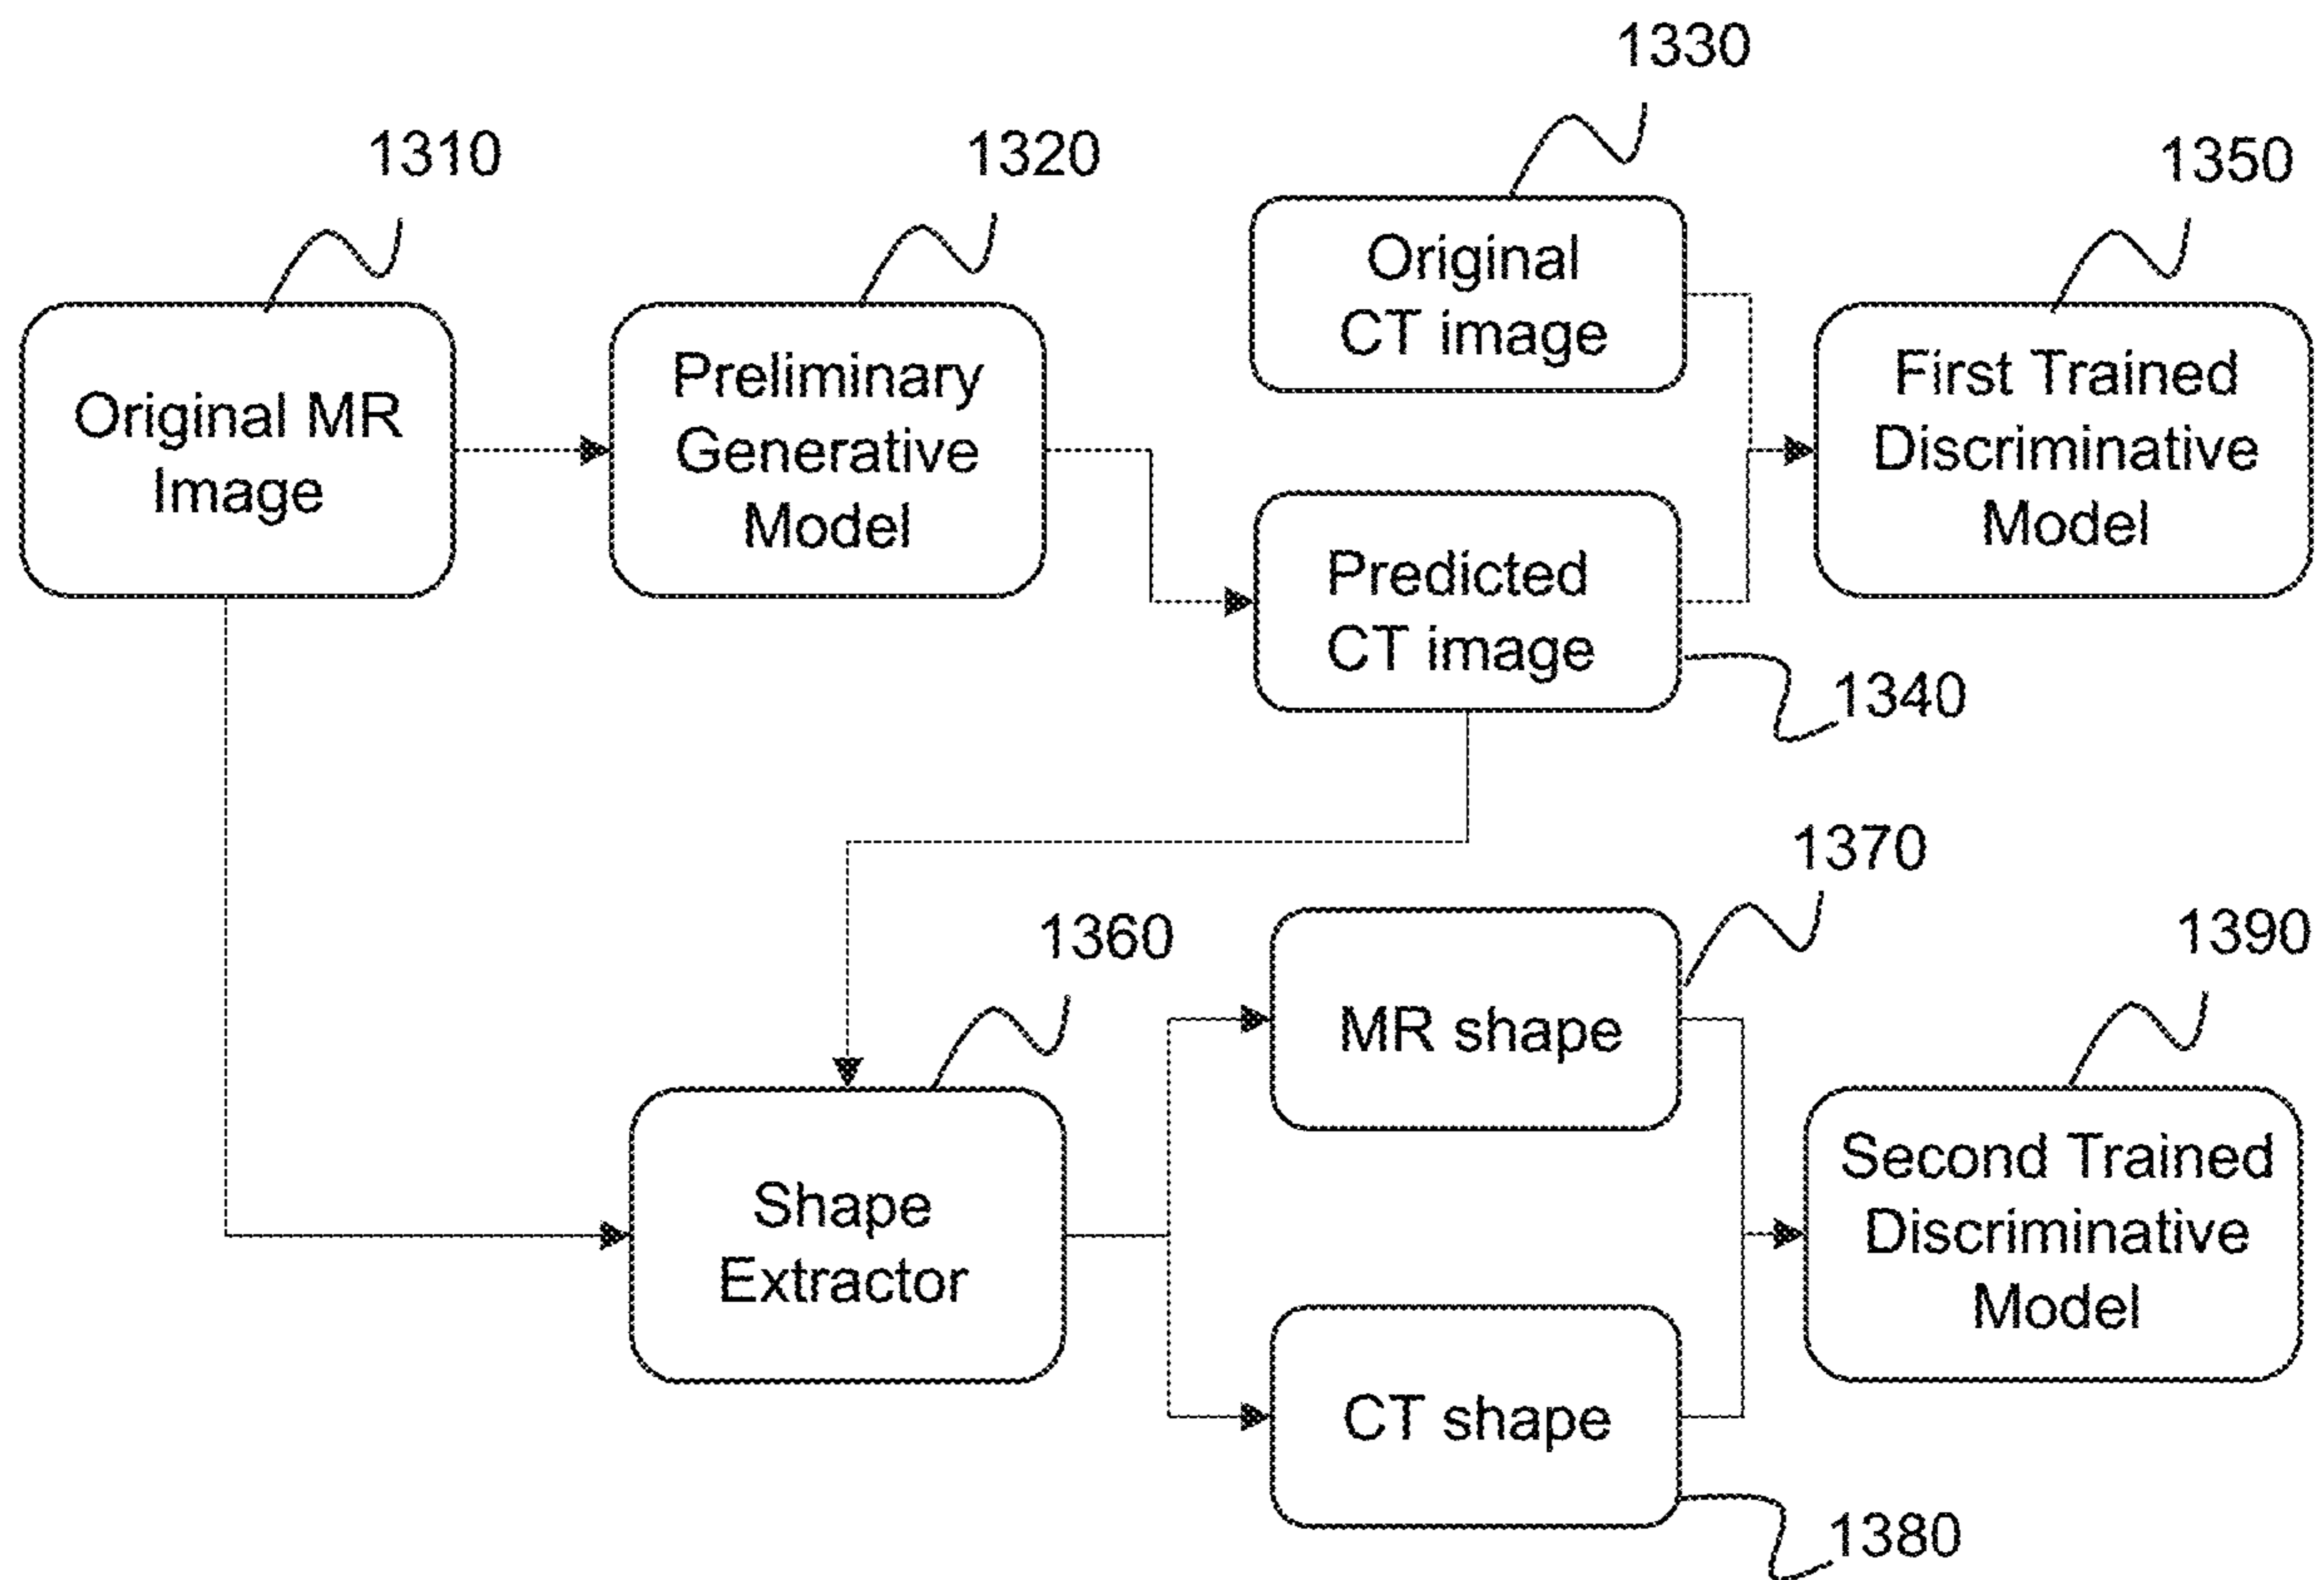 1330
1310
1320
1350
Original
CT image
Original MR
Image
Preliminary
Generative
Model
First Trained
Discriminative
Model
Predicted
CT image
1340
1370
1360
1390
MR shape
Shape
Extractor
Second Trained
Discriminative
Model
CT shape
1380